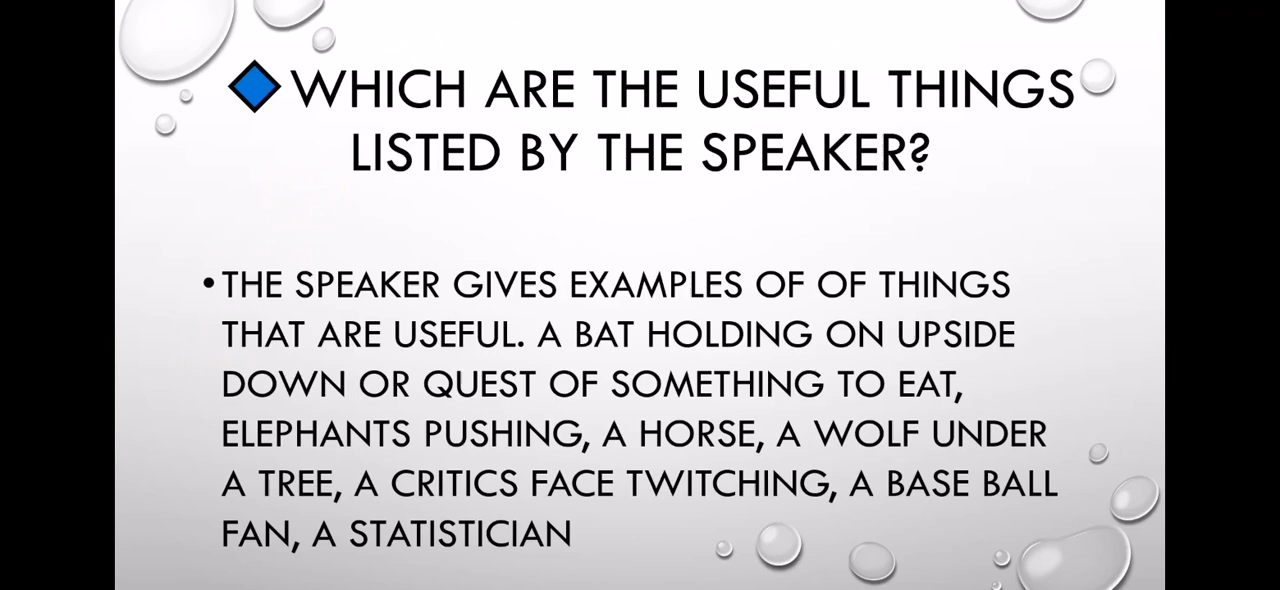 WHICH ARE THE USEFUL THINGS
LISTED BY THE SPEAKER?
• THE SPEAKER GIVES EXAMPLES OF OF THINGS
THAT ARE USEFUL. A BAT HOLDING ON UPSIDE
DOWN OR QUEST OF SOMETHING TO EAT,
ELEPHANTS PUSHING, A HORSE, A WOLF UNDER
A TREE, A CRITICS FACE TWITCHING, A BASE BALL
FAN, A STATISTICIAN